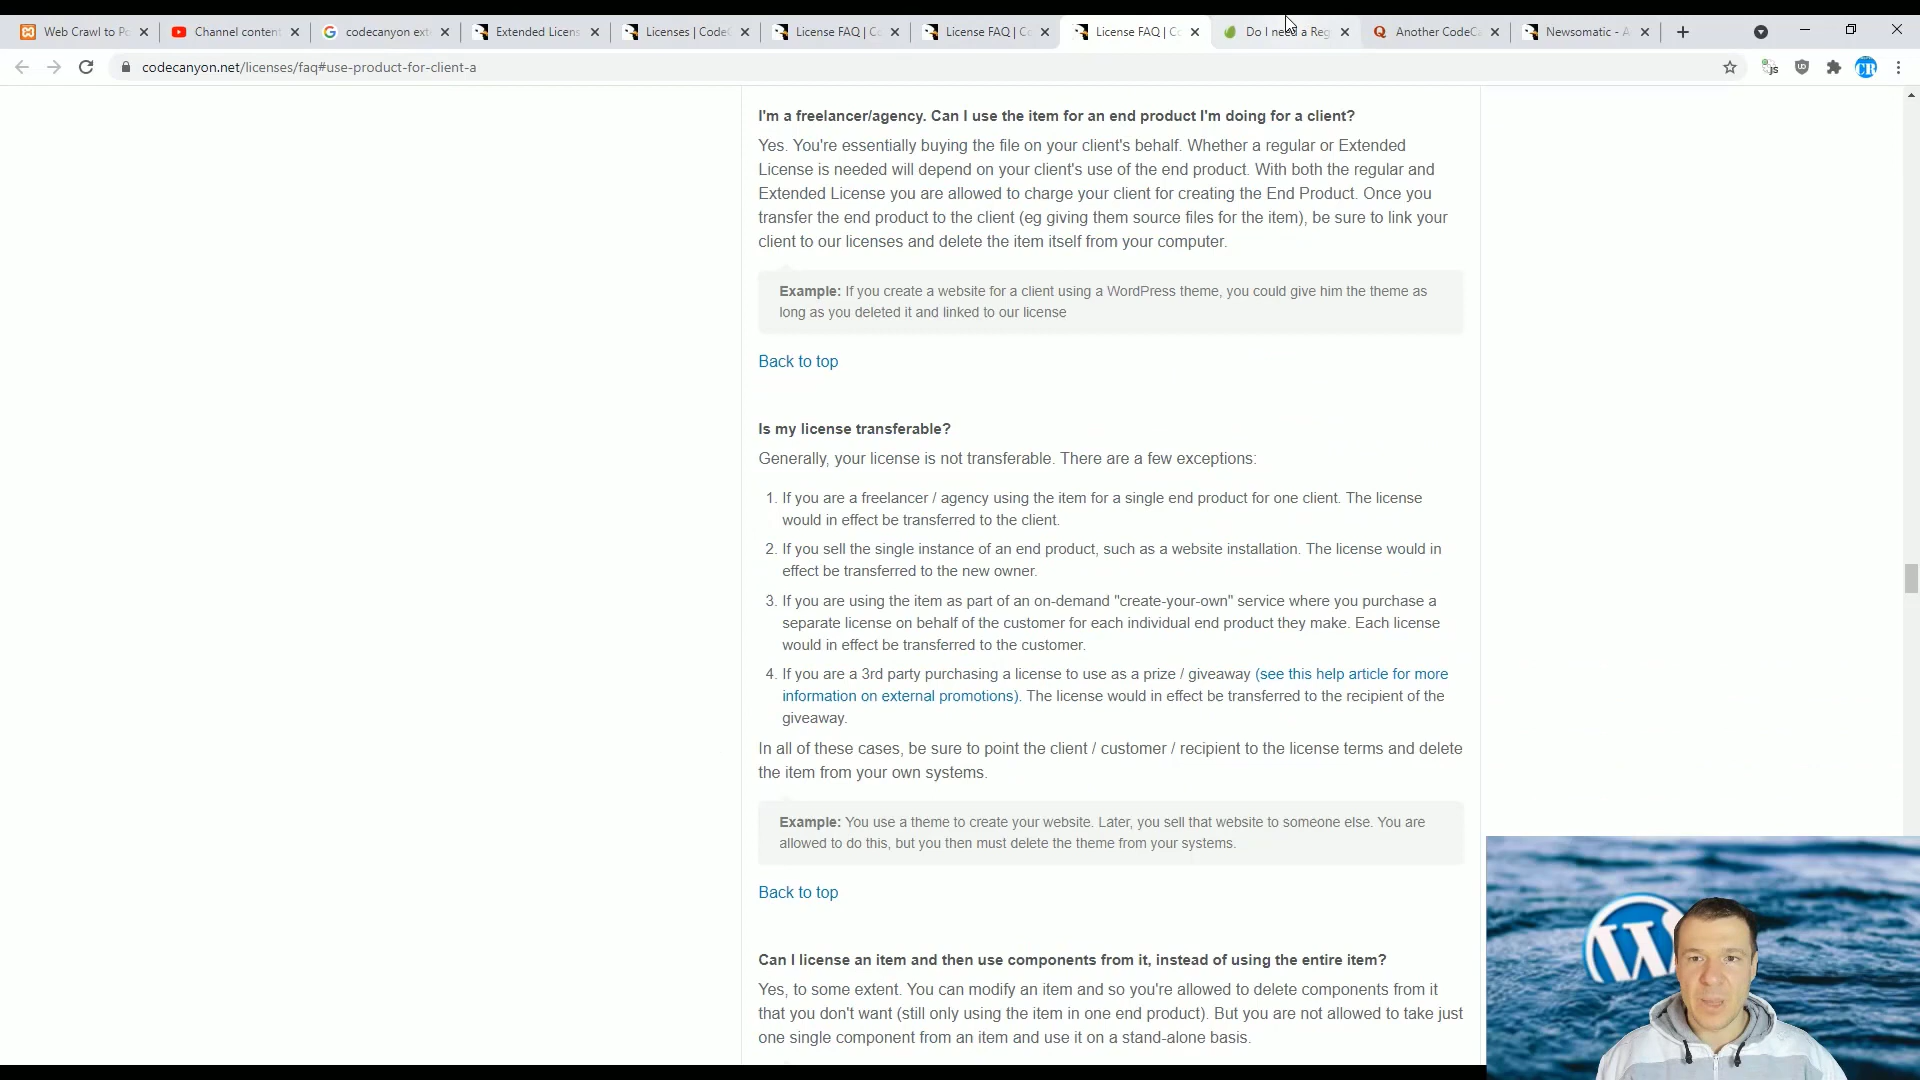 Web Crawl to Po
Channel content
codecanyon ext
Extended Licens
Licenses | CodeC
License FAQ | Co
License FAQ | Co
License FAQ | Co
Do I need a Reg
Another CodeCa
Newsomatic - A
codecanyon.net/licenses/faq#use-product-for-client-a
I'm a freelancer/agency. Can I use the item for an end product I'm doing for a client?
Yes. You're essentially buying the file on your client's behalf. Whether a regular or Extended
License is needed will depend on your client's use of the end product. With both the regular and
Extended License you are allowed to charge your client for creating the End Product. Once you
transfer the end product to the client (eg giving them source files for the item), be sure to link your
client to our licenses and delete the item itself from your computer.
Example: If you create a website for a client using a WordPress theme, you could give him the theme as
long as you deleted it and linked to our license
Back to top
Is my license transferable?
Generally, your license is not transferable. There are a few exceptions:
1. If you are a freelancer / agency using the item for a single end product for one client. The license
would in effect be transferred to the client.
2. If you sell the single instance of an end product, such as a website installation. The license would in
effect be transferred to the new owner.
3. If you are using the item as part of an on-demand "create-your-own" service where you purchase a
separate license on behalf of the customer for each individual end product they make. Each license
would in effect be transferred to the customer.
4. If you are a 3rd party purchasing a license to use as a prize / giveaway (see this help article for more
information on external promotions). The license would in effect be transferred to the recipient of the
giveaway.
In all of these cases, be sure to point the client / customer / recipient to the license terms and delete
the item from your own systems.
Example: You use a theme to create your website. Later, you sell that website to someone else. You are
allowed to do this, but you then must delete the theme from your systems.
Back to top
Can I license an item and then use components from it, instead of using the entire item?
Yes, to some extent. You can modify an item and so you're allowed to delete components from it
that you don't want (still only using the item in one end product). But you are not allowed to take just
one single component from an item and use it on a stand-alone basis.